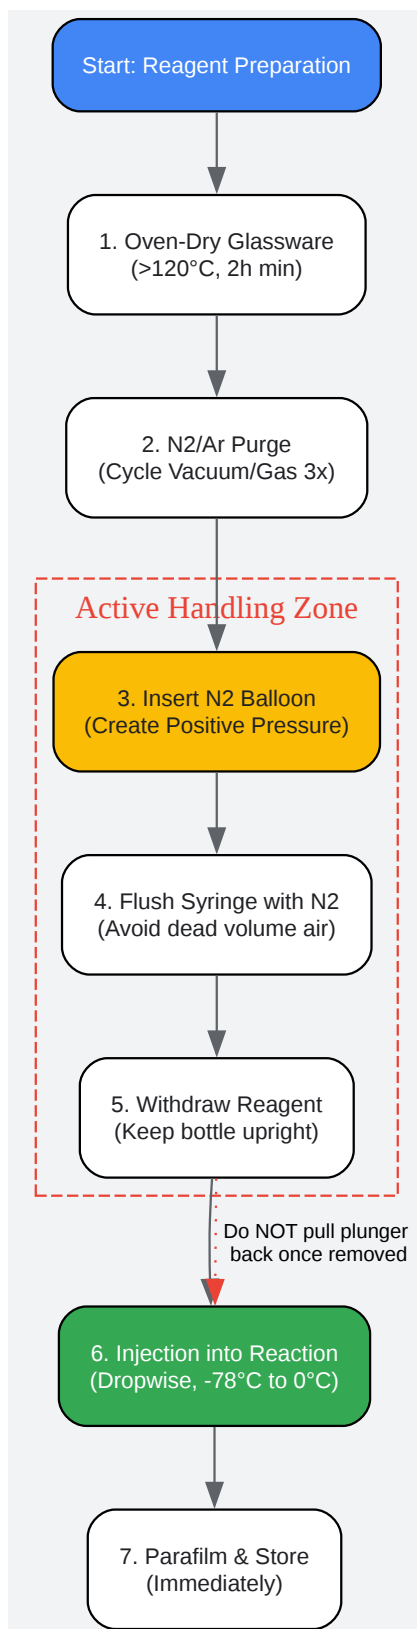 Start: Reagent Preparation
1. Oven-Dry Glassware
(>120°C, 2h min)
2. N2/Ar Purge
(Cycle Vacuum/Gas 3x)
Active Handling Zone
3. Insert N2 Balloon
(Create Positive Pressure)
4. Flush Syringe with N2
(Avoid dead volume air)
5. Withdraw Reagent
(Keep bottle upright)
Do NOT pull plunger
back once removed
6. Injection into Reaction
(Dropwise, -78°C to 0°C)
7. Parafilm & Store
(Immediately)